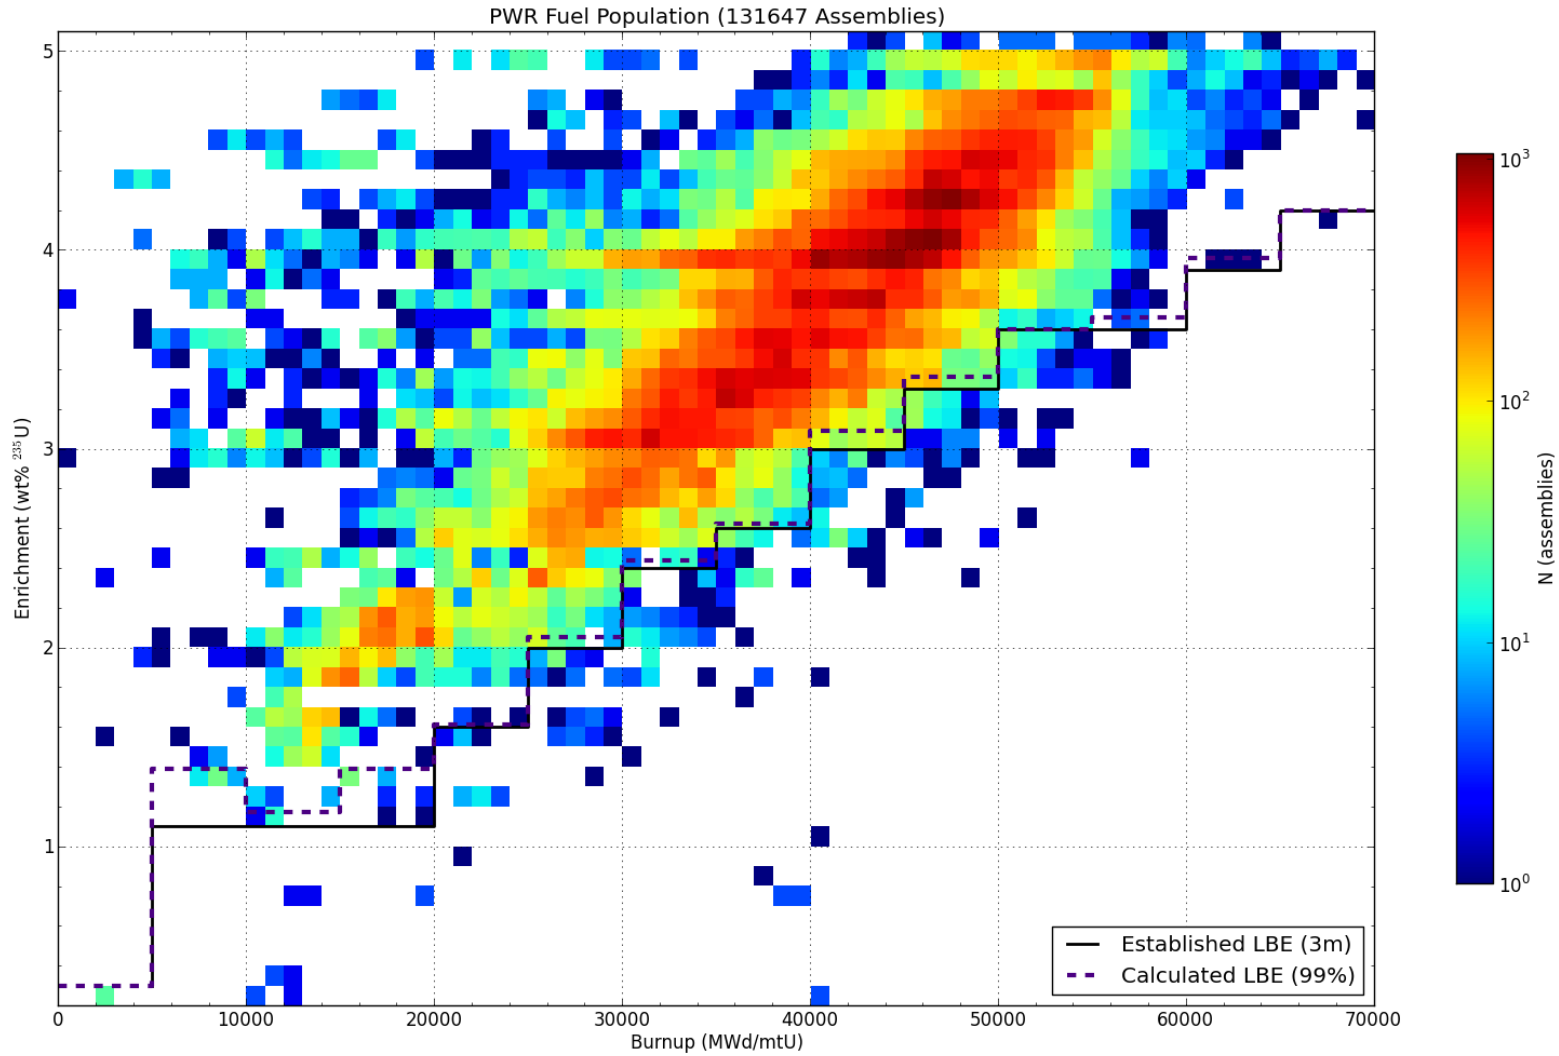 PWR Fuel Population (131647 Assemblies)
5
4
3
2
1
Enrichment (wt% ²³⁵U)
0
10000
20000
30000
40000
50000
60000
70000
Burnup (MWd/mtU)
Established LBE (3m)
Calculated LBE (99%)
10³
10²
10¹
10⁰
N (assemblies)